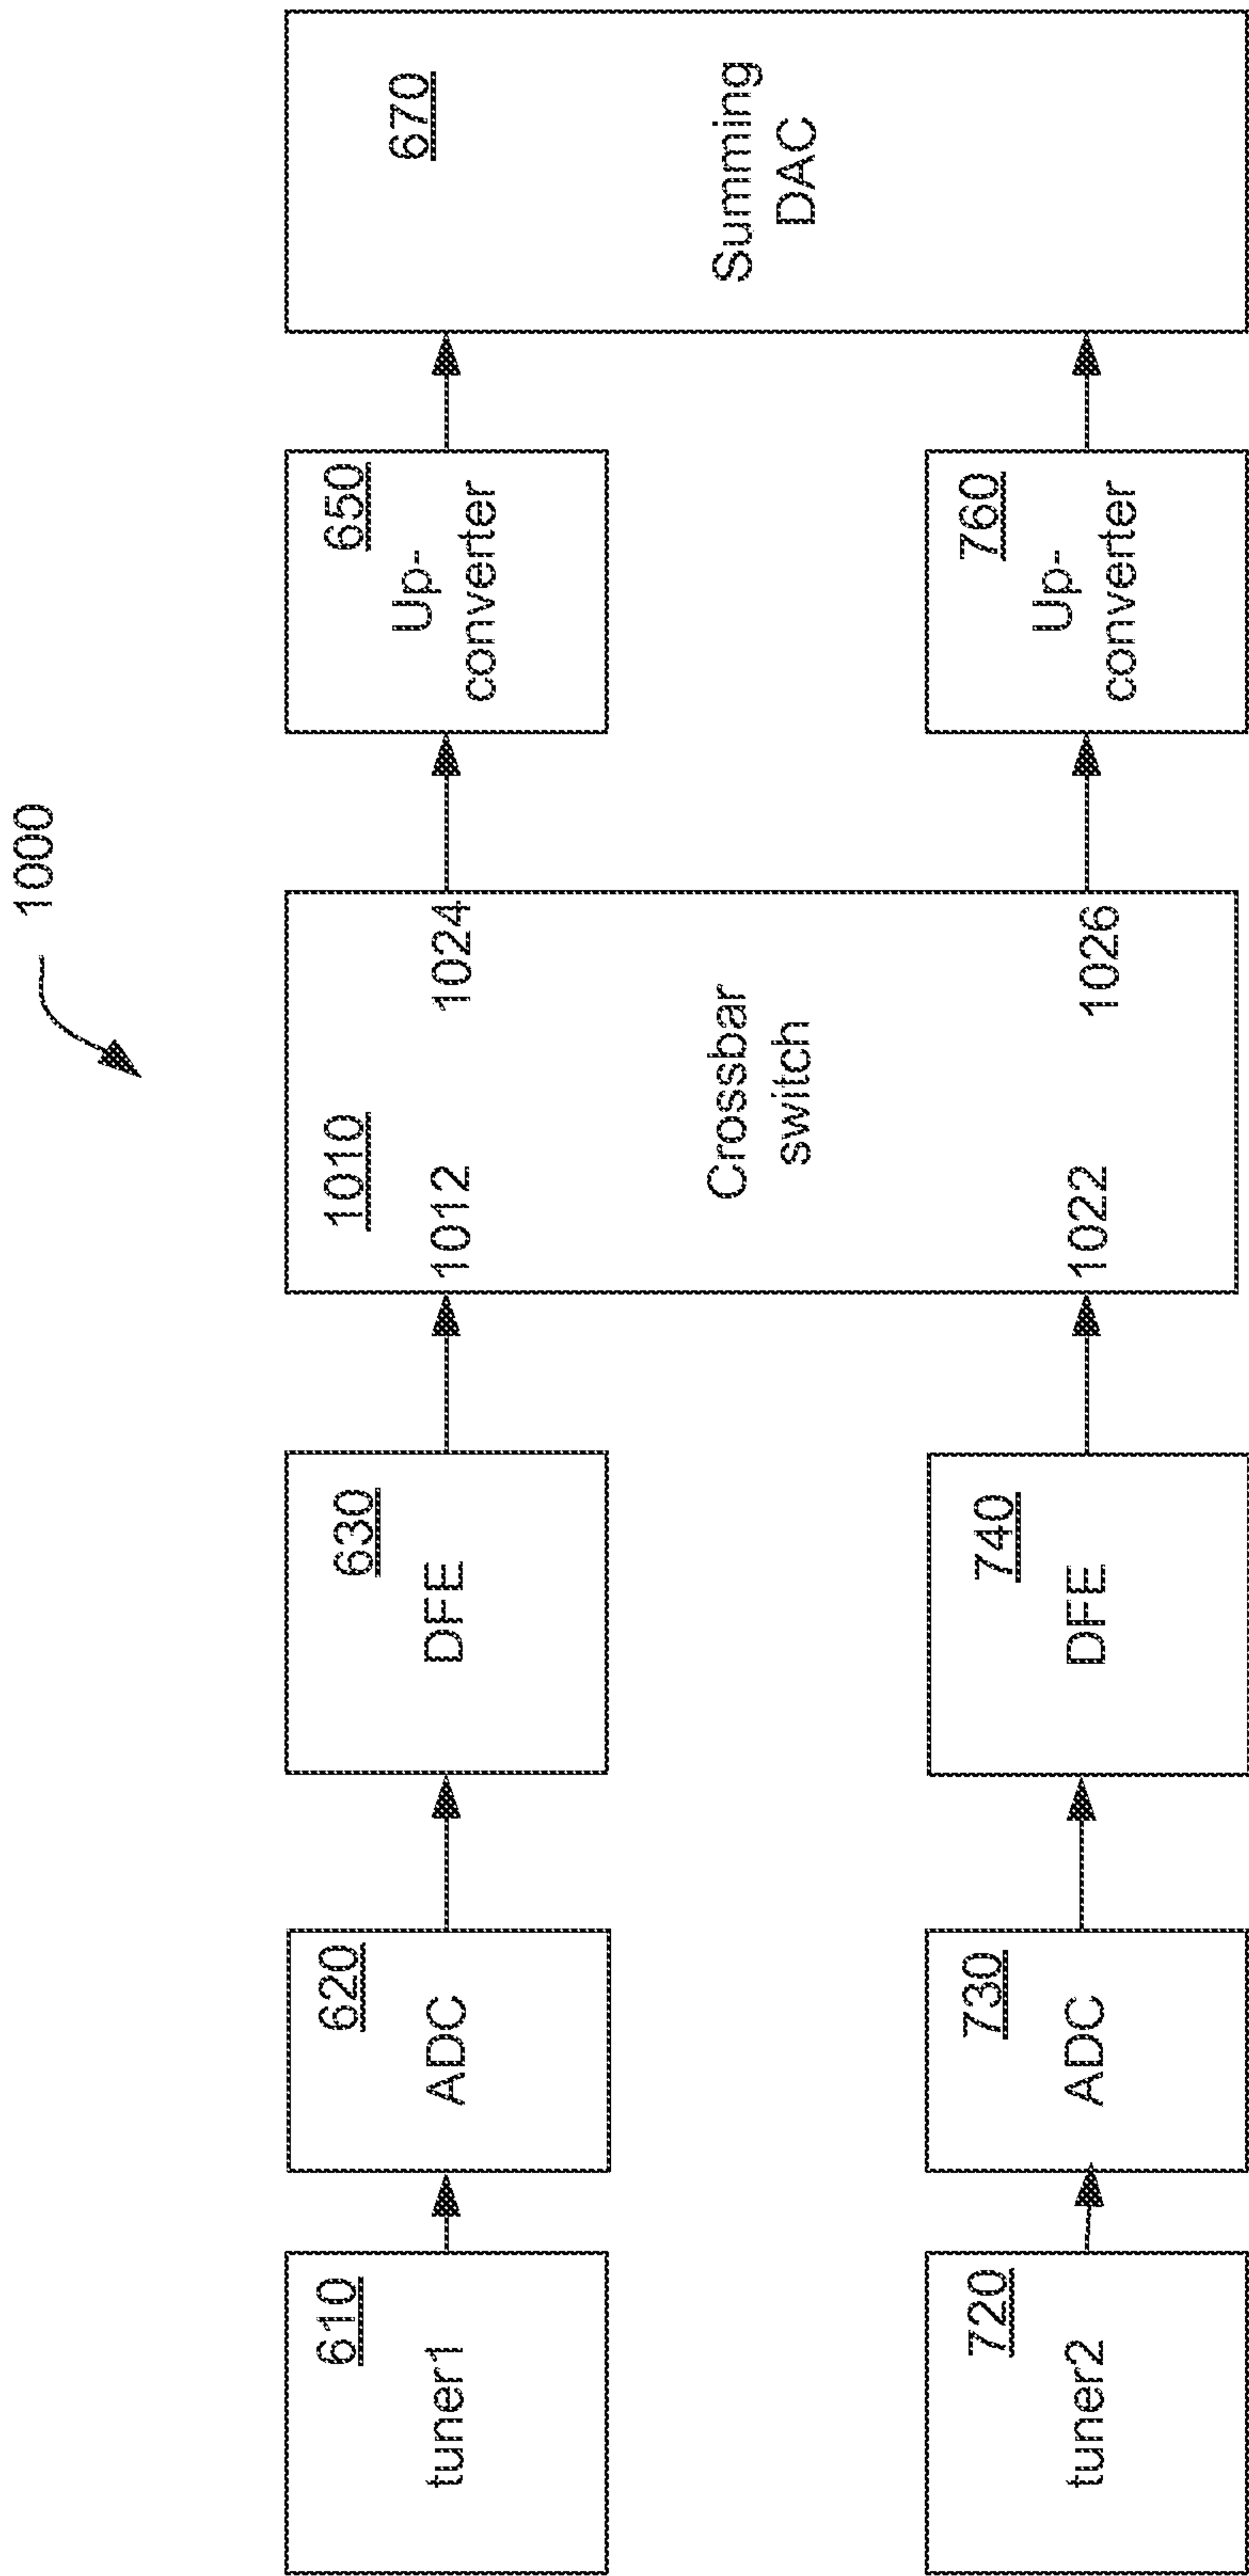 1000
610
tuner1
620
ADC
630
DFE
1010
1012
1024
Crossbar
switch
1022
1026
650
Up-
converter
670
Summing
DAC
720
tuner2
730
ADC
740
DFE
760
Up-
converter